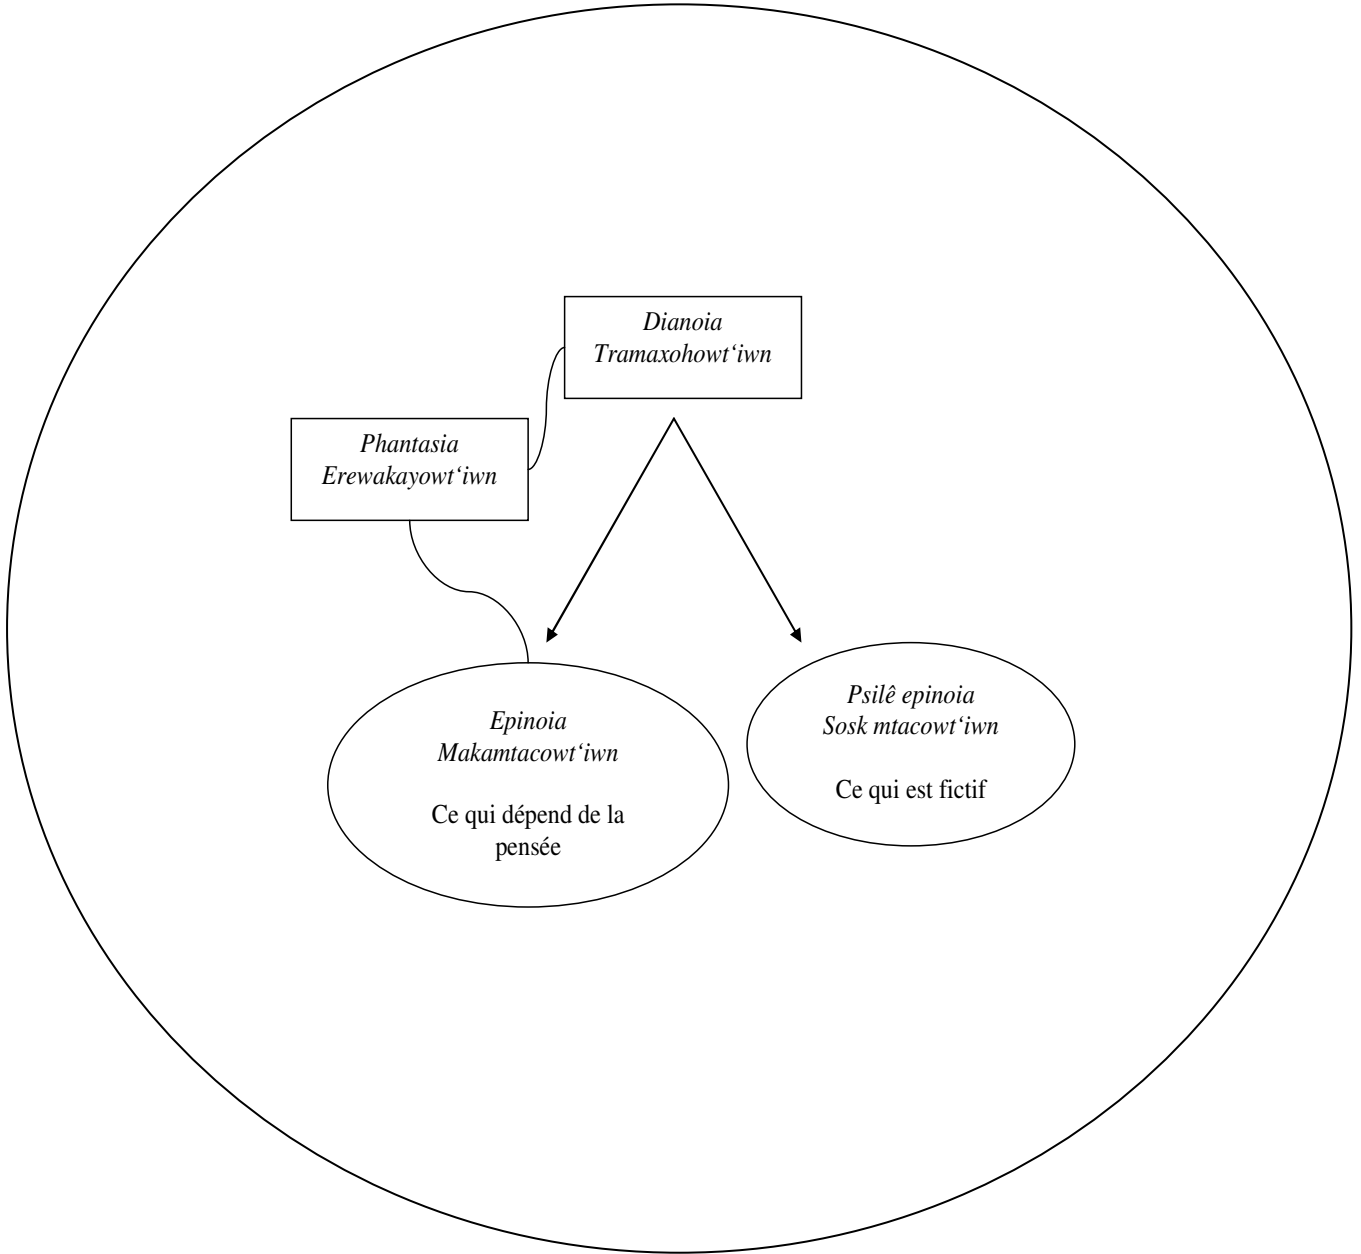 Dianoia
Tramaxohowt‘iwn
Phantasia
Erewakayowt‘iwn
Epinoia
Makamtacowt‘iwn
Ce qui dépend de la
pensée
Psilê epinoia
Sosk mtacowt‘iwn
Ce qui est fictif